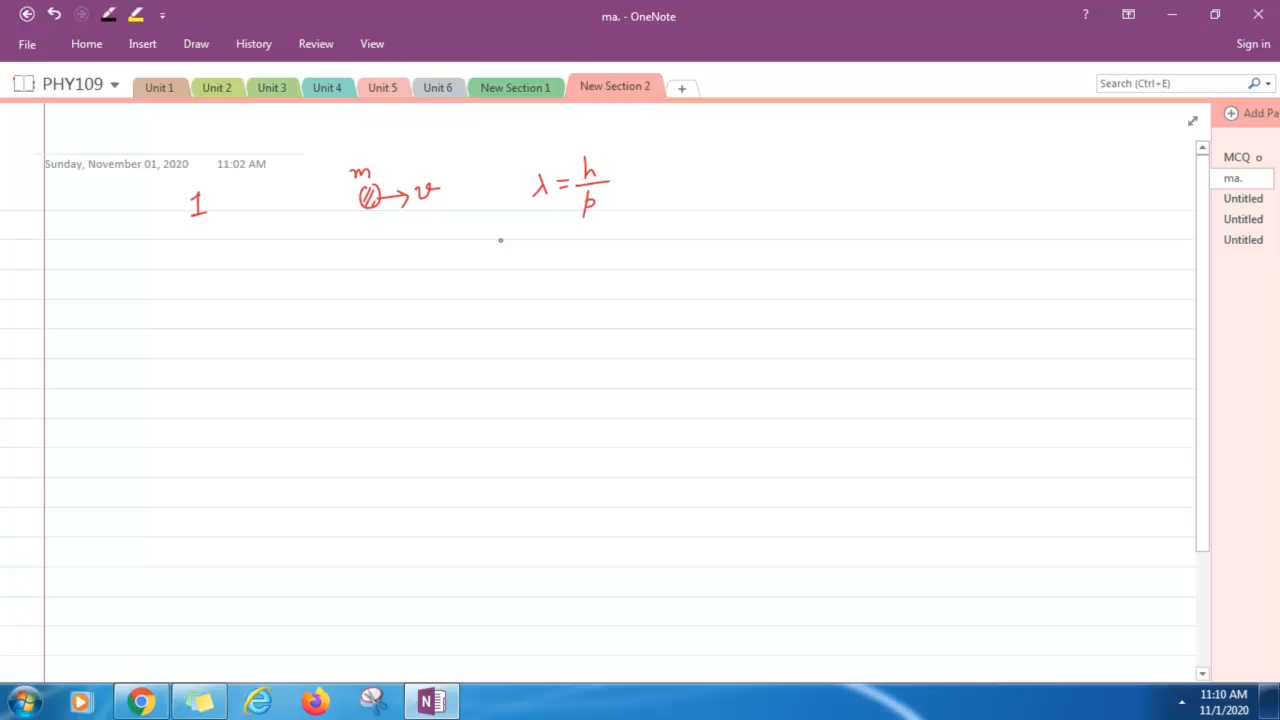 ma. - OneNote
?
File Home Insert Draw History Review View Sign in
PHY109 Unit 1 Unit 2 Unit 3 Unit 4 Unit 5 Unit 6 New Section 1 New Section 2 + Search (Ctrl+E)
Add Pa
Sunday, November 01, 2020 11:02 AM
MCQ o
ma.
Untitled
Untitled
Untitled
1
m
v
λ = h/p
N
11:10 AM
11/1/2020